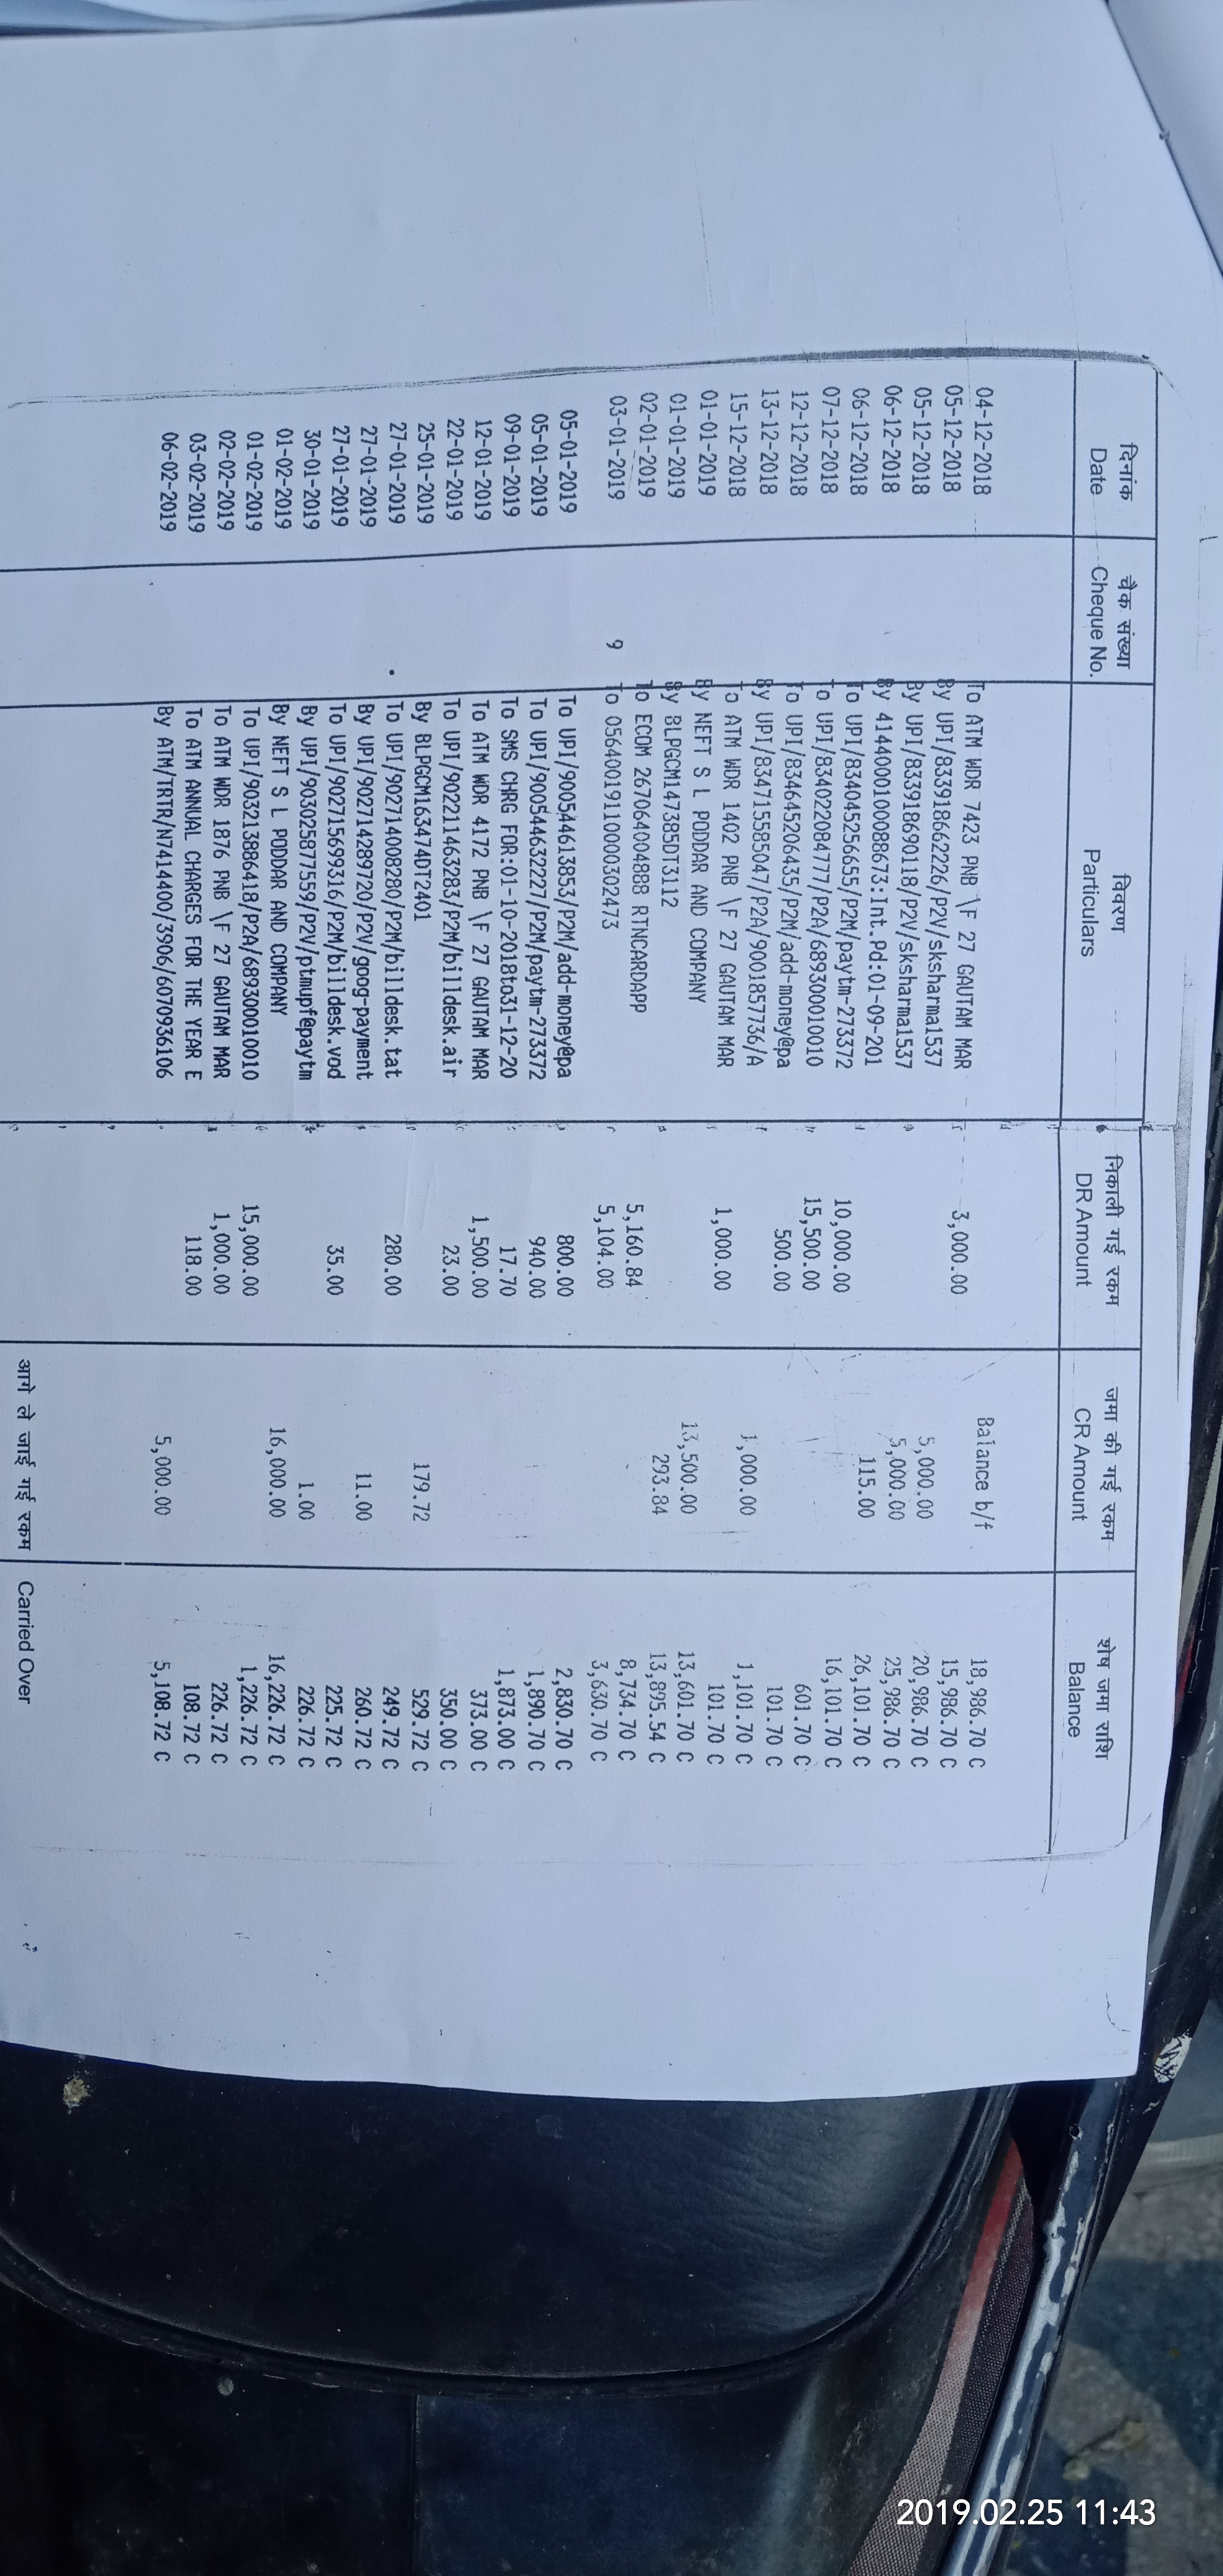 दिनांक चैक संख्या विवरण निकाली गई रकम जमा की गई रकम शेष जमा राशि
Date Cheque No. Particulars DR Amount CR Amount Balance
Balance b/f 18,986.70 C
04-12-2018 To ATM WDR 7423 PNB \F 27 GAUTAM MAR 3,000.00 15,986.70 C
05-12-2018 By UPI/833918662226/P2V/sksharma1537 5,000.00 20,986.70 C
05-12-2018 By UPI/833918690118/P2V/sksharma1537 5,000.00 25,986.70 C
06-12-2018 By 4144000100088673:Int.Pd:01-09-201 115.00 26,101.70 C
06-12-2018 To UPI/834045256655/P2M/paytm-273372 10,000.00 16,101.70 C
07-12-2018 To UPI/834022084777/P2A/689300010010 15,500.00 601.70 C
12-12-2018 To UPI/834645206435/P2M/add-money@pa 500.00 101.70 C
13-12-2018 By UPI/834715585047/P2A/9001857736/A 1,000.00 1,101.70 C
15-12-2018 To ATM WDR 1402 PNB \F 27 GAUTAM MAR 1,000.00 101.70 C
01-01-2019 By NEFT S L PODDAR AND COMPANY 13,500.00 13,601.70 C
01-01-2019 By BLPGCM147385DT3112 293.84 13,895.54 C
02-01-2019 To ECOM 267064004888 RTNCARDAPP 5,160.84 8,734.70 C
03-01-2019 9 To 0564001911000030​2473 5,104.00 3,630.70 C
05-01-2019 To UPI/900544613853/P2M/add-money@pa 800.00 2,830.70 C
05-01-2019 To UPI/900544632227/P2M/paytm-273372 940.00 1,890.70 C
09-01-2019 To SMS CHRG FOR:01-10-2018to31-12-20 17.70 1,873.00 C
12-01-2019 To ATM WDR 4172 PNB \F 27 GAUTAM MAR 1,500.00 373.00 C
22-01-2019 To UPI/902211463283/P2M/billdesk.air 23.00 350.00 C
25-01-2019 By BLPGCM163474DT2401 179.72 529.72 C
27-01-2019 To UPI/902714008280/P2M/billdesk.tat 280.00 249.72 C
27-01-2019 By UPI/902714289720/P2V/goog-payment 11.00 260.72 C
27-01-2019 To UPI/902715699316/P2M/billdesk.vod 35.00 225.72 C
30-01-2019 By UPI/903025877559/P2V/ptmupf@paytm 1.00 226.72 C
01-02-2019 By NEFT S L PODDAR AND COMPANY 16,000.00 16,226.72 C
01-02-2019 To UPI/903213886418/P2A/689300010010 15,000.00 1,226.72 C
02-02-2019 To ATM WDR 1876 PNB \F 27 GAUTAM MAR 1,000.00 226.72 C
03-02-2019 To ATM ANNUAL CHARGES FOR THE YEAR E 118.00 108.72 C
06-02-2019 By ATM/TRTR/N7414400/3906/6070936106 5,000.00 5,108.72 C
आगे ले जाई गई रकम Carried Over
2019.02.25 11:43